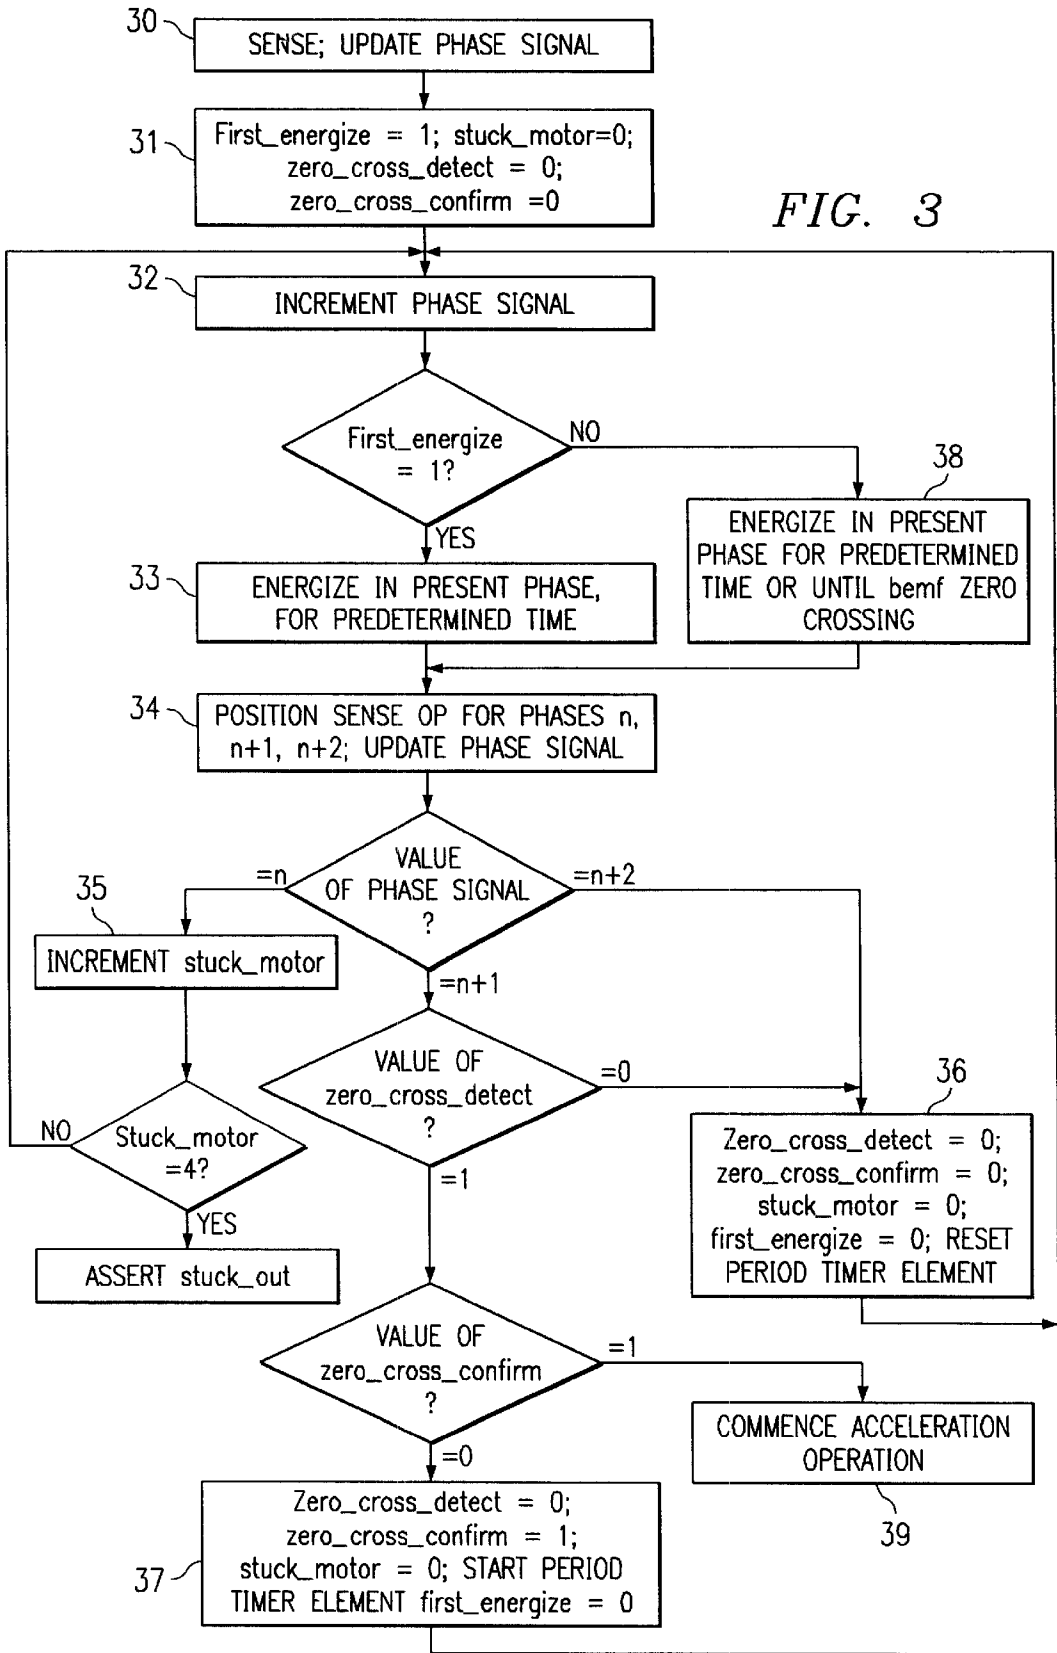 30
SENSE; UPDATE PHASE SIGNAL
31
First_energize = 1; stuck_motor=0;
zero_cross_detect = 0;
zero_cross_confirm =0
FIG. 3
32
INCREMENT PHASE SIGNAL
First_energize
= 1?
NO
YES
38
ENERGIZE IN PRESENT
PHASE FOR PREDETERMINED
TIME OR UNTIL bemf ZERO
CROSSING
33
ENERGIZE IN PRESENT PHASE,
FOR PREDETERMINED TIME
34
POSITION SENSE OP FOR PHASES n,
n+1, n+2; UPDATE PHASE SIGNAL
VALUE
OF PHASE SIGNAL
?
=n
=n+2
=n+1
35
INCREMENT stuck_motor
Stuck_motor
=4?
NO
YES
ASSERT stuck_out
VALUE OF
zero_cross_detect
?
=0
=1
36
Zero_cross_detect = 0;
zero_cross_confirm = 0;
stuck_motor = 0;
first_energize = 0; RESET
PERIOD TIMER ELEMENT
VALUE OF
zero_cross_confirm
?
=1
=0
COMMENCE ACCELERATION
OPERATION
39
37
Zero_cross_detect = 0;
zero_cross_confirm = 1;
stuck_motor = 0; START PERIOD
TIMER ELEMENT first_energize = 0